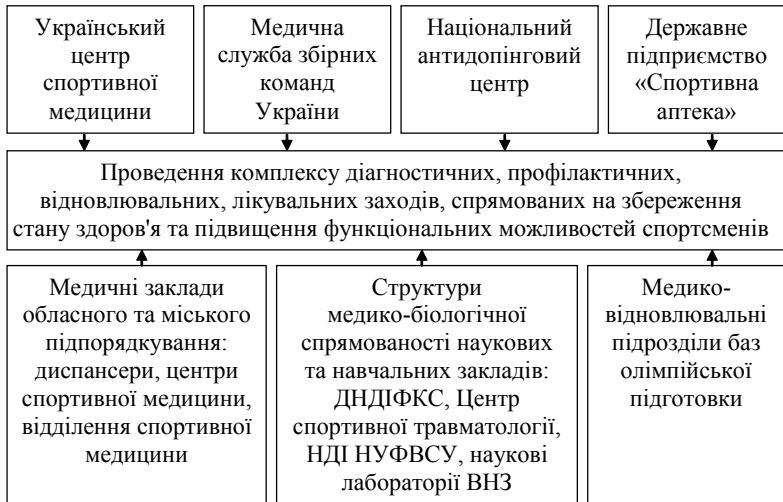 Український
центр
спортивної
медицини
Медична
служба збірних
команд
України
Національний
антидопінговий
центр
Державне
підприємство
«Спортивна
аптека»
Проведення комплексу діагностичних, профілактичних,
відновлювальних, лікувальних заходів, спрямованих на збереження
стану здоров'я та підвищення функціональних можливостей спортсменів
Медичні заклади
обласного та міського
підпорядкування:
диспансери, центри
спортивної медицини,
відділення спортивної
медицини
Структури
медико-біологічної
спрямованості наукових
та навчальних закладів:
ДНДІФКС, Центр
спортивної травматології,
НДІ НУФВСУ, наукові
лабораторії ВНЗ
Медико-
відновлювальні
підрозділи баз
олімпійської
підготовки